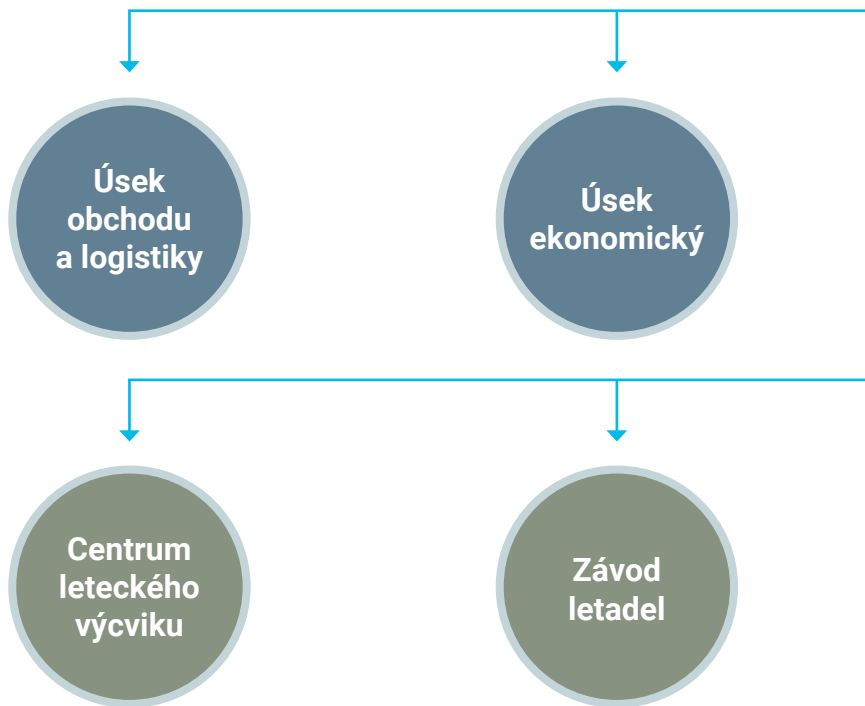 Úsek
obchodu
a logistiky
Úsek
ekonomický
Centrum
leteckého
výcviku
Závod
letadel